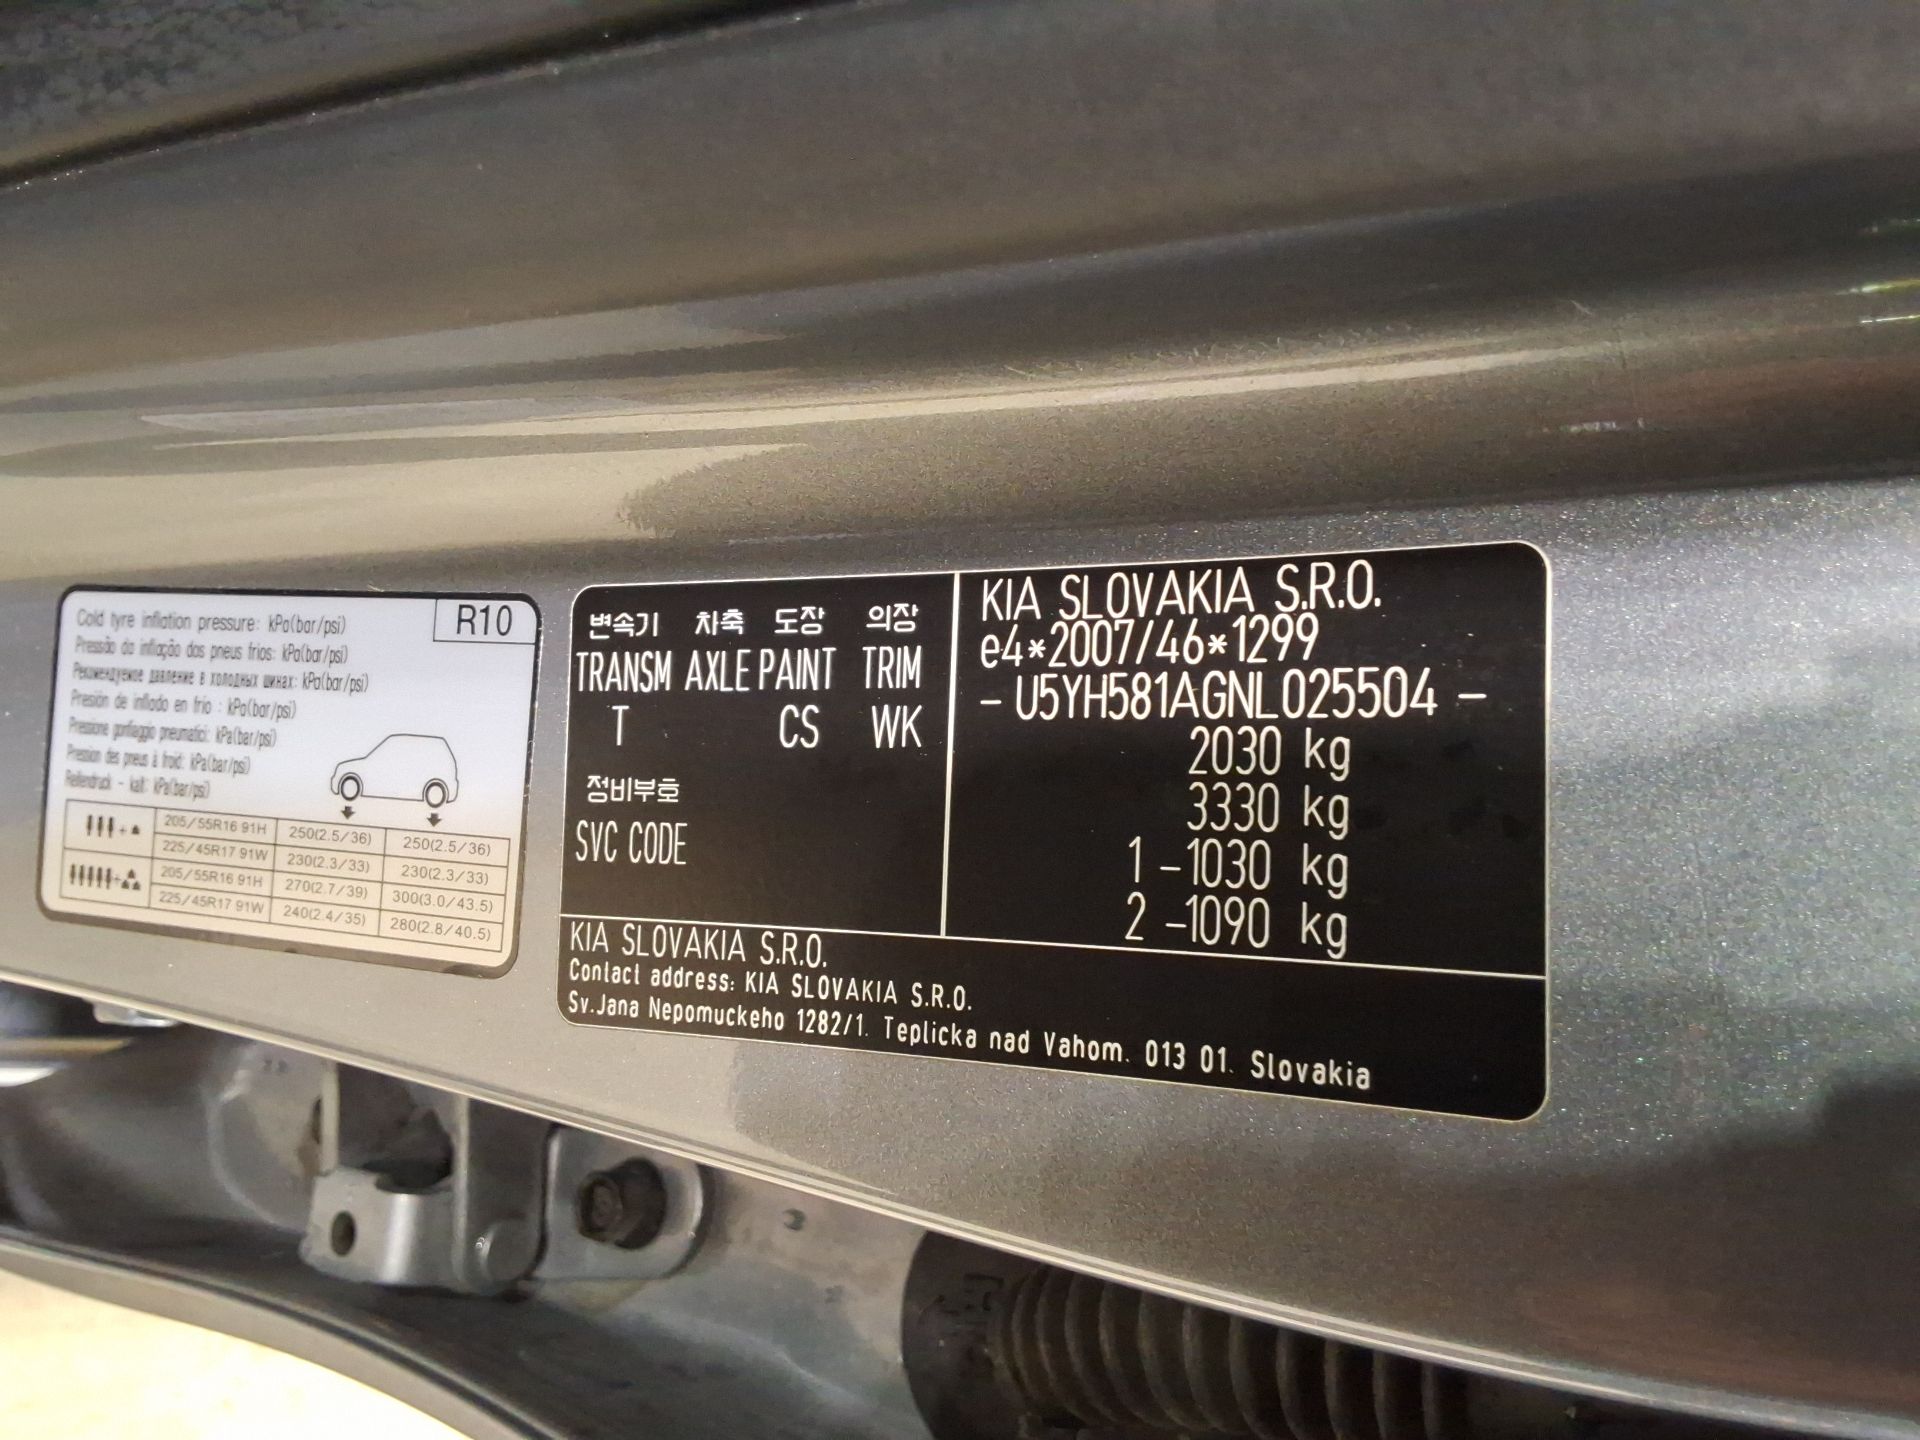 Cold tyre inflation pressure: kPa(bar/psi)
R10
Pressão da inflação dos pneus frios: kPa(bar/psi)
Рекомендуемое давление в холодных шинах: kPa(bar/psi)
Presión de inflado en frío : kPa(bar/psi)
Pressione gonfiaggio pneumatici: kPa(bar/psi)
Pression des pneus à froid: kPa(bar/psi)
Reifendruck - kalt: kPa(bar/psi)
205/55R16 91H 250(2.5/36) 250(2.5/36)
225/45R17 91W 230(2.3/33) 230(2.3/33)
205/55R16 91H 270(2.7/39) 300(3.0/43.5)
225/45R17 91W 240(2.4/35) 280(2.8/40.5)
변속기 차축 도장 의장
TRANSM AXLE PAINT TRIM
T CS WK
정비부호
SVC CODE
KIA SLOVAKIA S.R.O.
e4*2007/46*1299
- U5YH581AGNL025504 -
2030 kg
3330 kg
1 -1030 kg
2 -1090 kg
KIA SLOVAKIA S.R.O.
Contact address: KIA SLOVAKIA S.R.O.
Sv.Jana Nepomuckeho 1282/1. Teplicka nad Vahom. 013 01. Slovakia